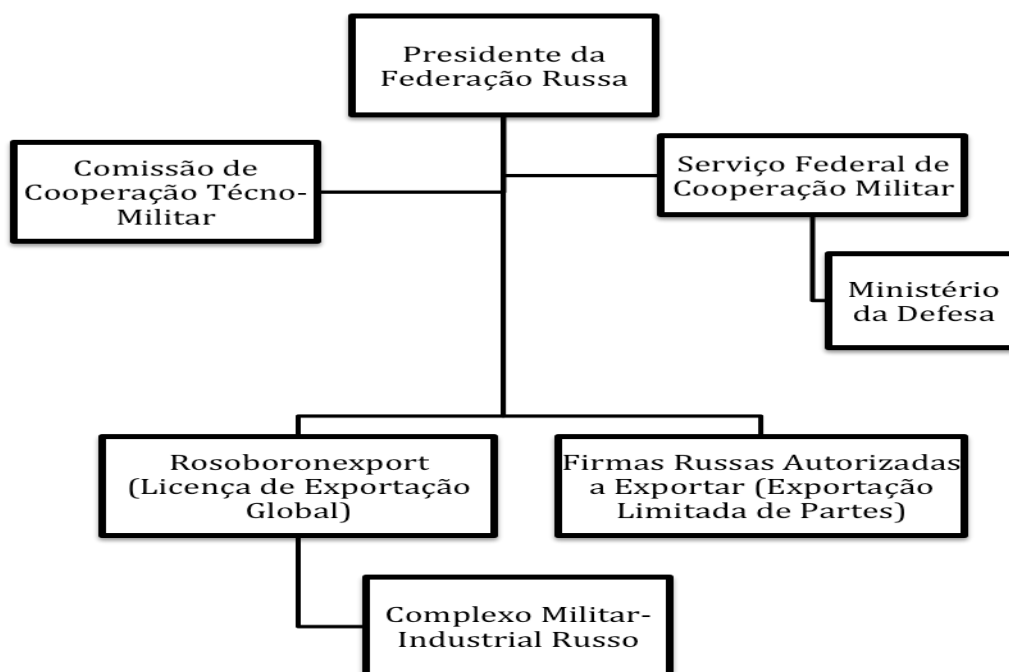 Presidente da
Federação Russa
Comissão de
Cooperação Técno-
Militar
Serviço Federal de
Cooperação Militar
Ministério
da Defesa
Rosoboronexport
(Licença de Exportação
Global)
Firmas Russas Autorizadas
a Exportar (Exportação
Limitada de Partes)
Complexo Militar-
Industrial Russo